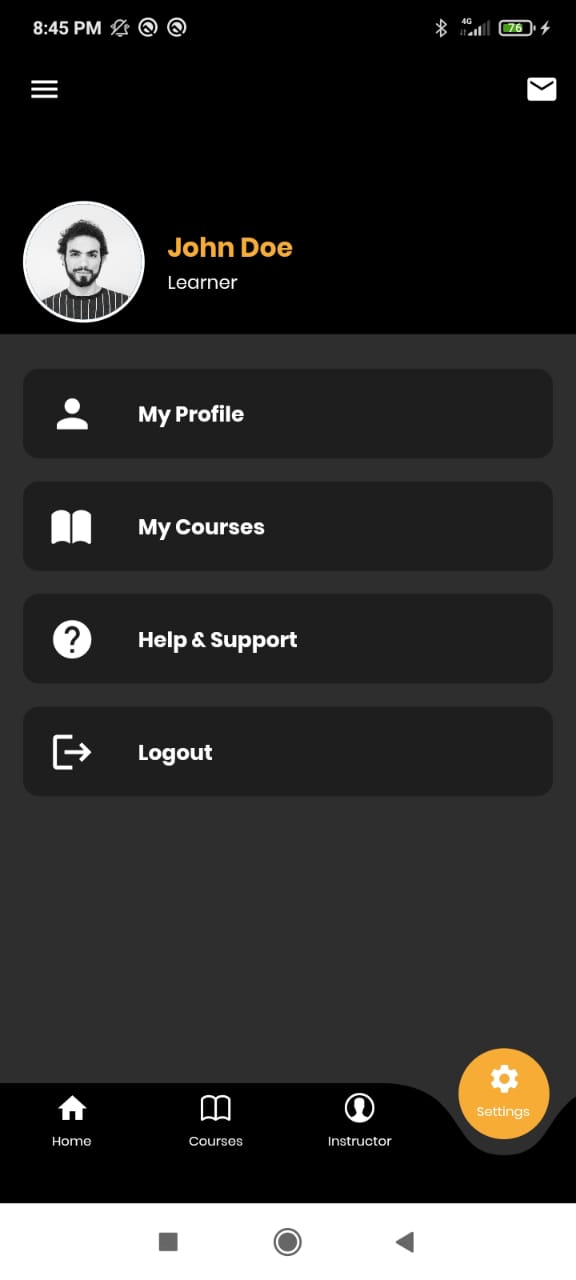 8:45 PM
4G
76
John Doe
Learner
My Profile
My Courses
Help & Support
Logout
Settings
Home
Courses
Instructor